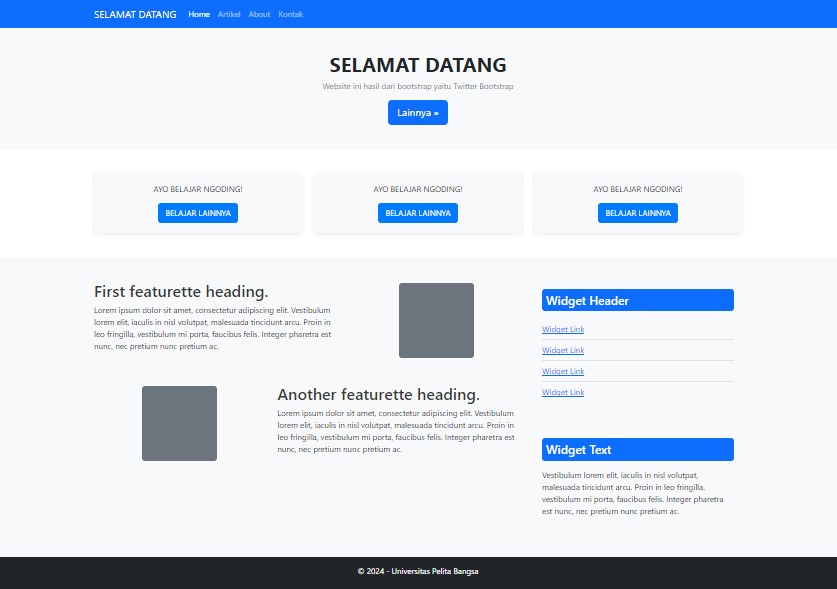 SELAMAT DATANG Home Artikel About Kontak
SELAMAT DATANG
Website ini hasil dari bootstrap yaitu Twitter Bootstrap
Lainnya »
AYO BELAJAR NGODING!
BELAJAR LAINNYA
AYO BELAJAR NGODING!
BELAJAR LAINNYA
AYO BELAJAR NGODING!
BELAJAR LAINNYA
First featurette heading.
Lorem ipsum dolor sit amet, consectetur adipiscing elit. Vestibulum
lorem elit, iaculis in nisl volutpat, malesuada tincidunt arcu. Proin in
leo fringilla, vestibulum mi porta, faucibus felis. Integer pharetra est
nunc, nec pretium nunc pretium ac.
Another featurette heading.
Lorem ipsum dolor sit amet, consectetur adipiscing elit. Vestibulum
lorem elit, iaculis in nisl volutpat, malesuada tincidunt arcu. Proin in
leo fringilla, vestibulum mi porta, faucibus felis. Integer pharetra est
nunc, nec pretium nunc pretium ac.
Widget Header
Widget Link
Widget Link
Widget Link
Widget Link
Widget Text
Vestibulum lorem elit, iaculis in nisl volutpat,
malesuada tincidunt arcu. Proin in leo fringilla,
vestibulum mi porta, faucibus felis. Integer pharetra
est nunc, nec pretium nunc pretium ac.
© 2024 - Universitas Pelita Bangsa